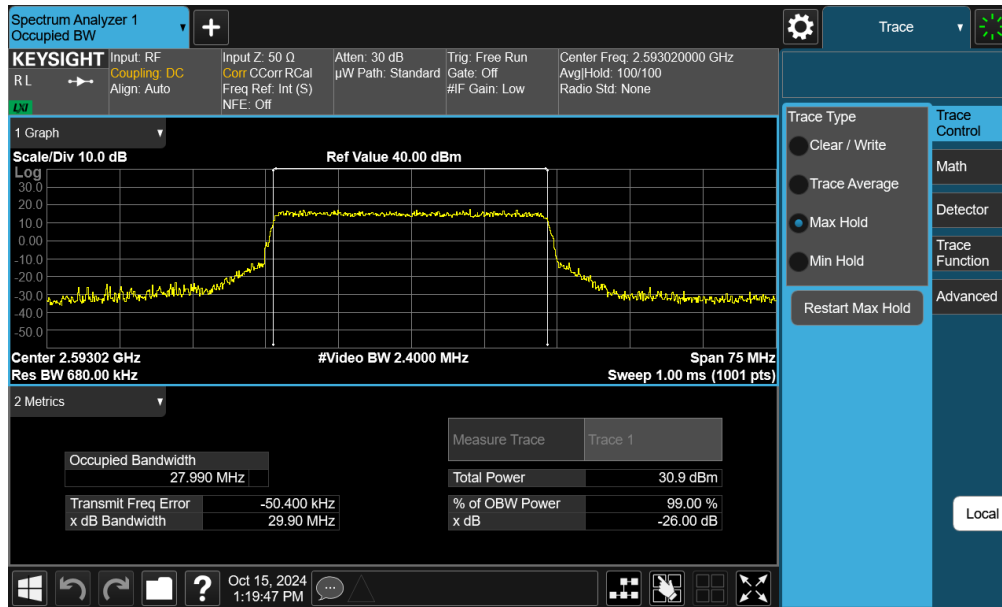 Spectrum Analyzer 1
Occupied BW
+
Trace
KEYSIGHT
R L
LXI
Input: RF
Coupling: DC
Align: Auto
Input Z: 50 Ω
Corr CCorr RCal
Freq Ref: Int (S)
NFE: Off
Atten: 30 dB
µW Path: Standard
Trig: Free Run
Gate: Off
#IF Gain: Low
Center Freq: 2.593020000 GHz
Avg|Hold: 100/100
Radio Std: None
1 Graph
Scale/Div 10.0 dB
Ref Value 40.00 dBm
Log
30.0
20.0
10.0
0.00
-10.0
-20.0
-30.0
-40.0
-50.0
Center 2.59302 GHz
#Video BW 2.4000 MHz
Span 75 MHz
Res BW 680.00 kHz
Sweep 1.00 ms (1001 pts)
2 Metrics
Measure Trace Trace 1
Occupied Bandwidth
27.990 MHz
Total Power 30.9 dBm
Transmit Freq Error -50.400 kHz
% of OBW Power 99.00 %
x dB Bandwidth 29.90 MHz
x dB -26.00 dB
Trace Type
Clear / Write
Trace Average
Max Hold
Min Hold
Restart Max Hold
Trace
Control
Math
Detector
Trace
Function
Advanced
Local
?
Oct 15, 2024
1:19:47 PM